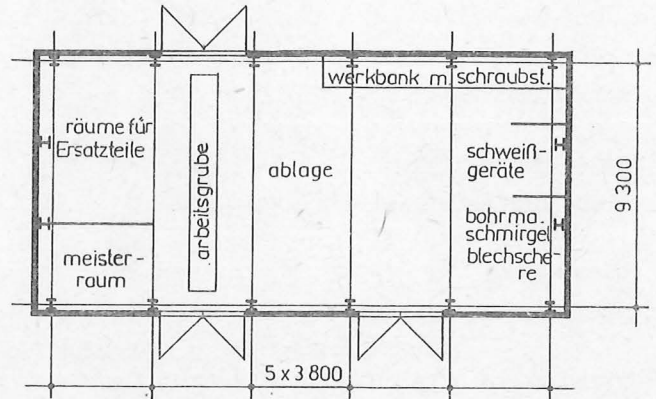 werkbank m. schraubst.
räume für
Ersatzteile
arbeitsgrube
ablage
schweiß-
geräte
bohrma.
schmirgel
blechsche-
re
meister-
raum
9 300
5 x 3 800